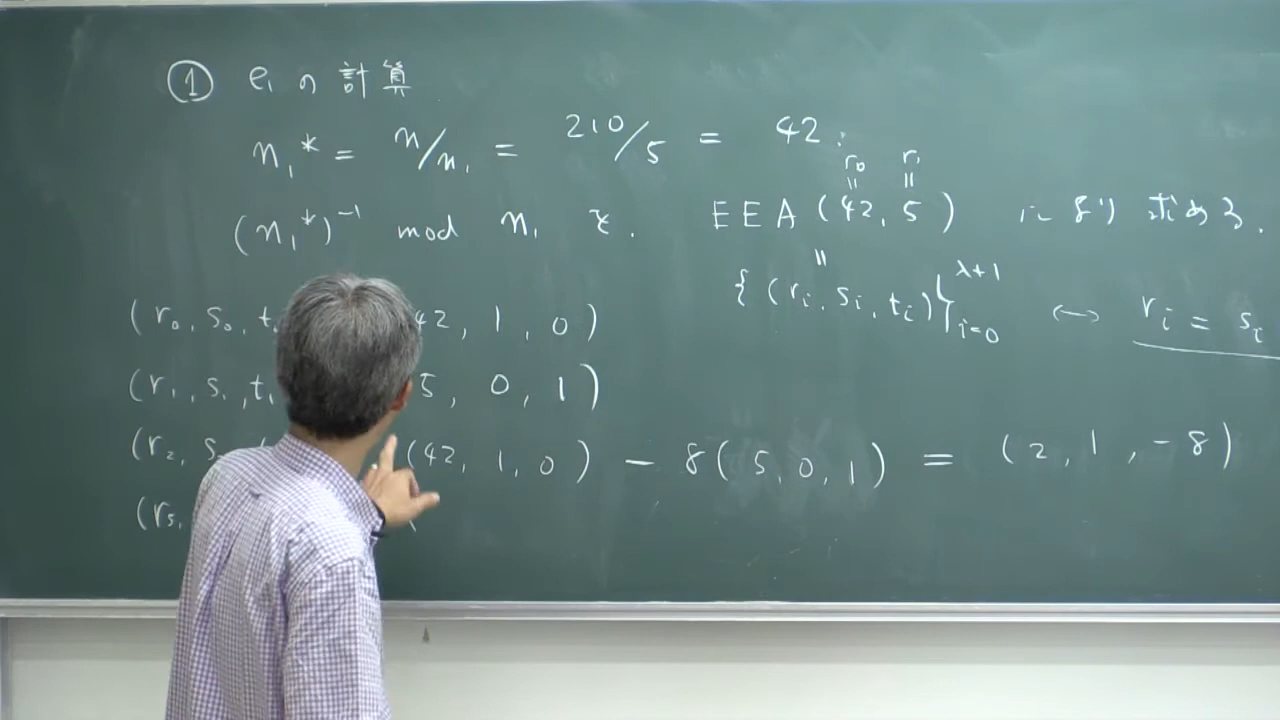 ① e₁ の 計算
n₁* = n/n₁ = 210/5 = 42.
r₀ r₁
" "
(n₁*)⁻¹ mod n₁ を. EEA (42, 5) により 求める.
"
{(rᵢ, sᵢ, tᵢ)}ᵢ₌₀^λ+1 ↔ rᵢ = sᵢ
(r₀, s₀, t₀ 42, 1, 0)
(r₁, s₁, t₁ 5, 0, 1)
(r₂, s₂ (42, 1, 0) - 8(5, 0, 1) = (2, 1, -8)
(r₃,